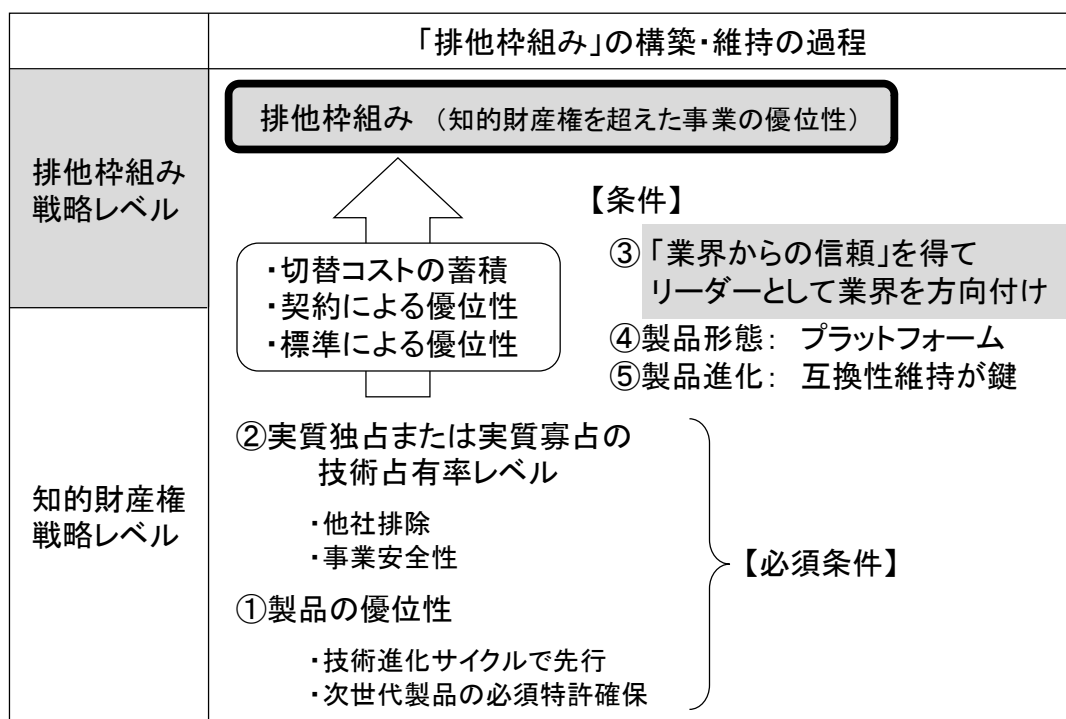 「排他枠組み」の構築・維持の過程
排他枠組み
戦略レベル
排他枠組み （知的財産権を超えた事業の優位性）
・切替コストの蓄積
・契約による優位性
・標準による優位性
【条件】
③「業界からの信頼」を得て
リーダーとして業界を方向付け
④製品形態： プラットフォーム
⑤製品進化： 互換性維持が鍵
知的財産権
戦略レベル
②実質独占または実質寡占の
技術占有率レベル
・他社排除
・事業安全性
①製品の優位性
・技術進化サイクルで先行
・次世代製品の必須特許確保
【必須条件】